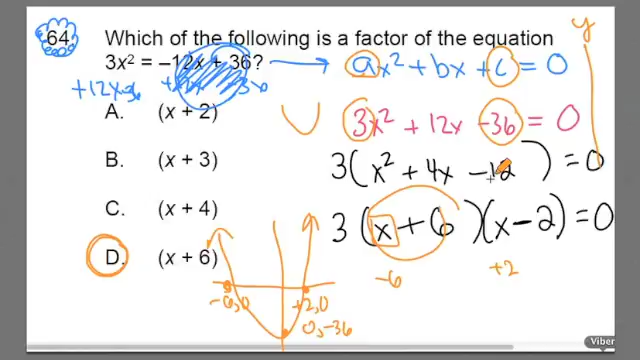 64. Which of the following is a factor of the equation
3x² = −12x + 36?
+12x-36
ax² + bx + c = 0
A. (x + 2)
3x² + 12x -36 = 0
B. (x + 3)
3(x² + 4x -12) = 0
C. (x + 4)
3(x + 6)(x - 2) = 0
D. (x + 6)
-6
+2
-6,0
+2,0
0,-36
y
Viber